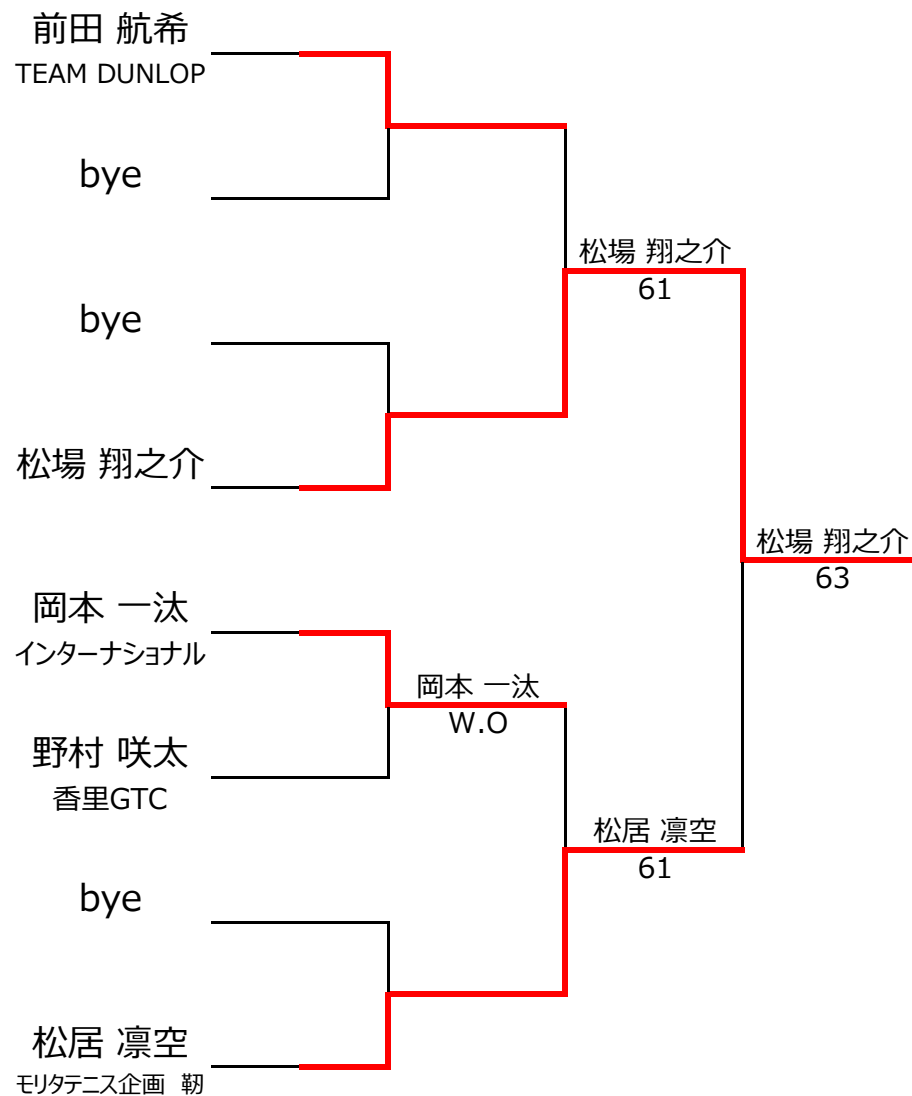 前田 航希
TEAM DUNLOP
bye
bye
松場 翔之介
岡本 一汰
インターナショナル
野村 咲太
香里GTC
bye
松居 凛空
モリタテニス企画 靭
松場 翔之介
61
岡本 一汰
W.O
松居 凛空
61
松場 翔之介
63